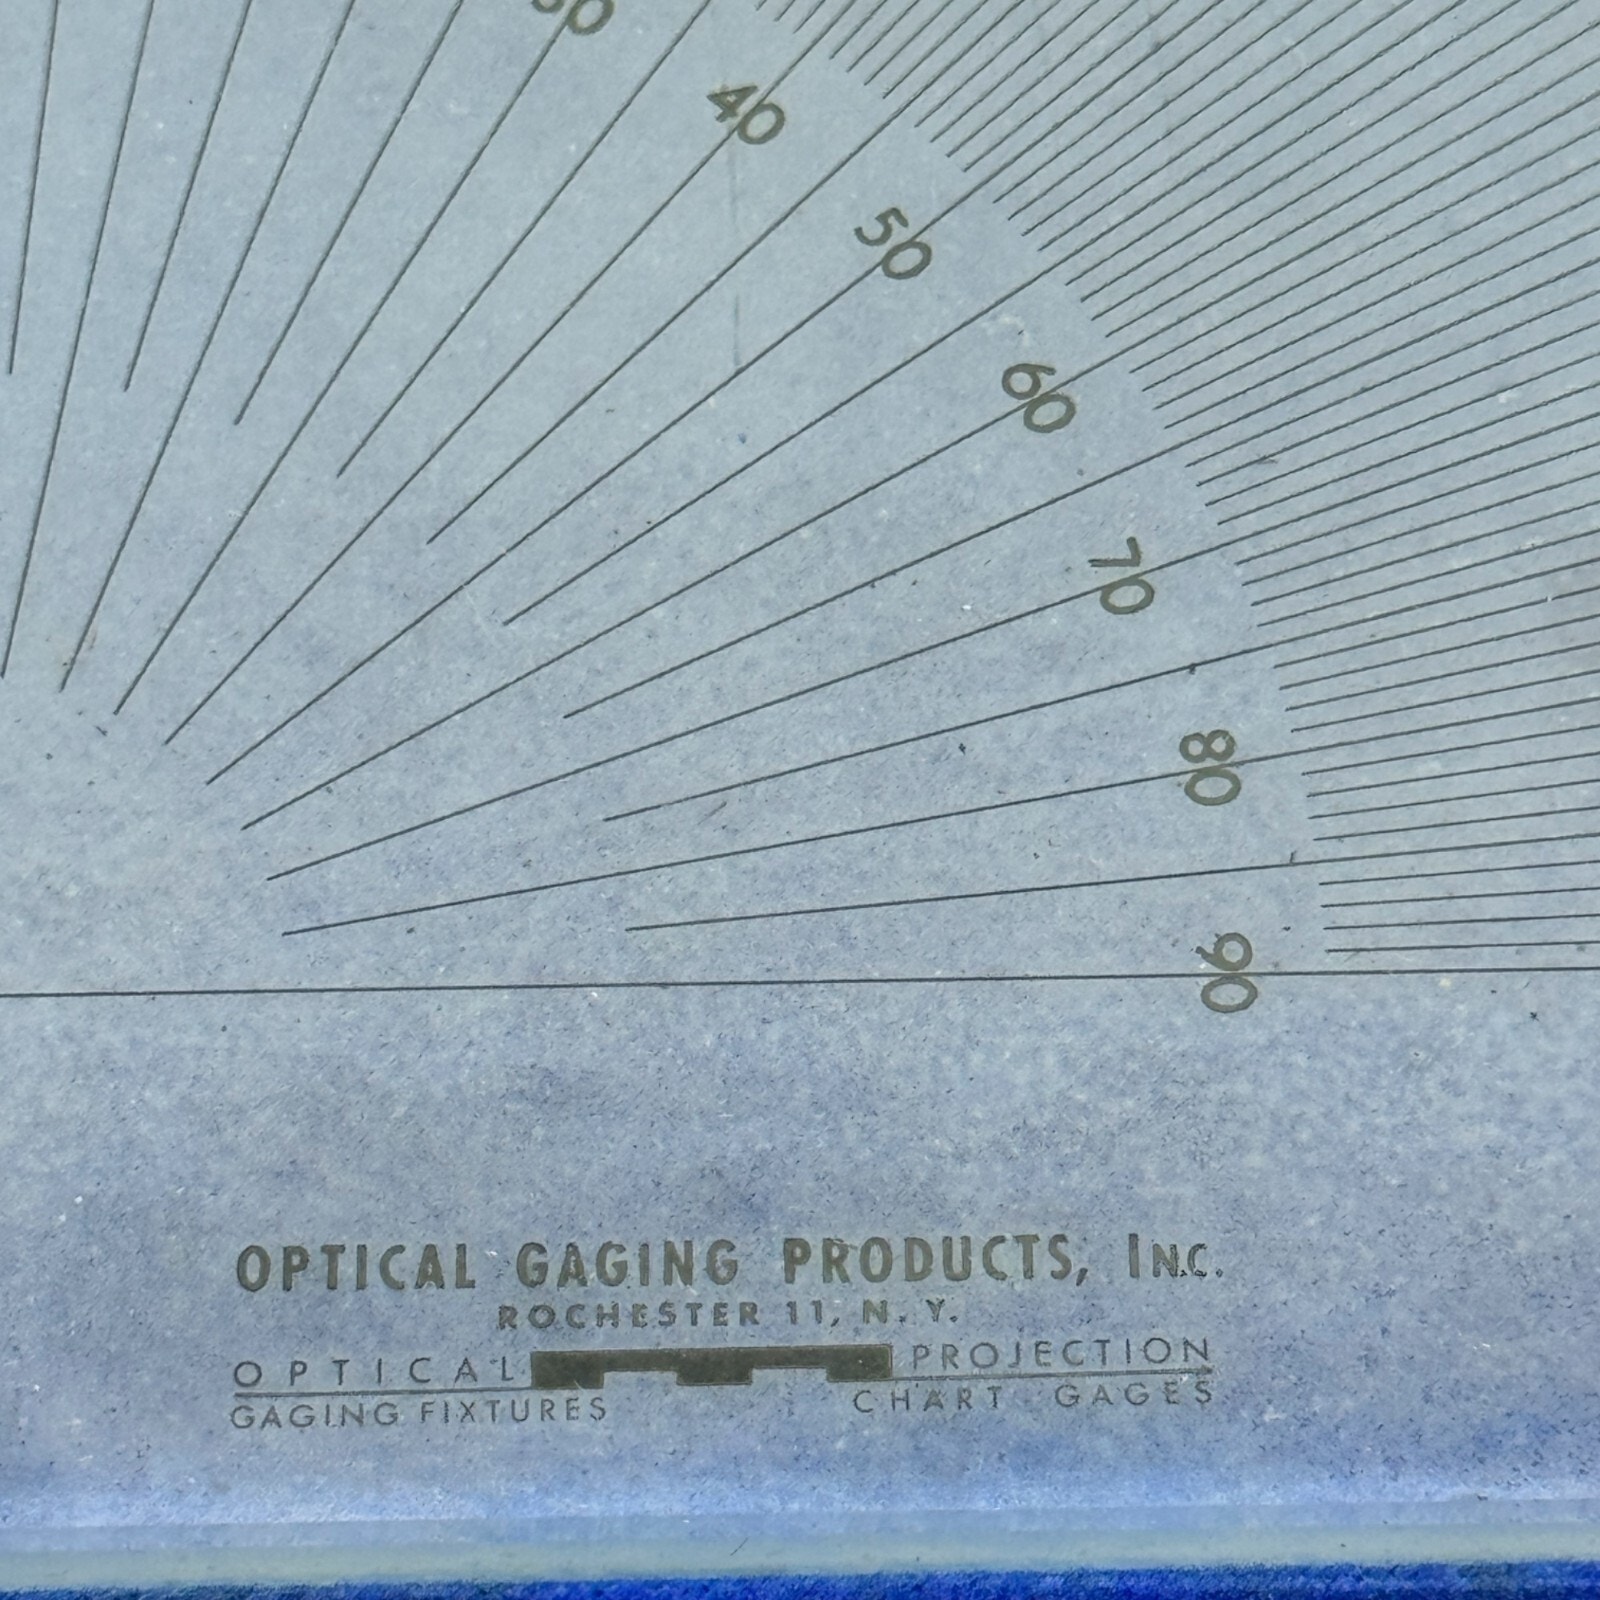 40
50
60
70
80
90
OPTICAL GAGING PRODUCTS, INC.
ROCHESTER 11, N. Y.
OPTICAL PROJECTION
GAGING FIXTURES CHART GAGES